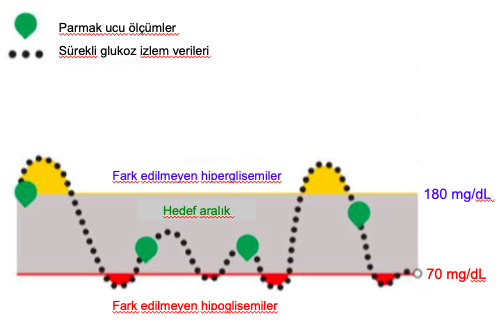 Parmak ucu ölçümler
Sürekli glukoz izlem verileri
Fark edilmeyen hiperglisemiler
180 mg/dL
Hedef aralık
70 mg/dL
Fark edilmeyen hipoglisemiler